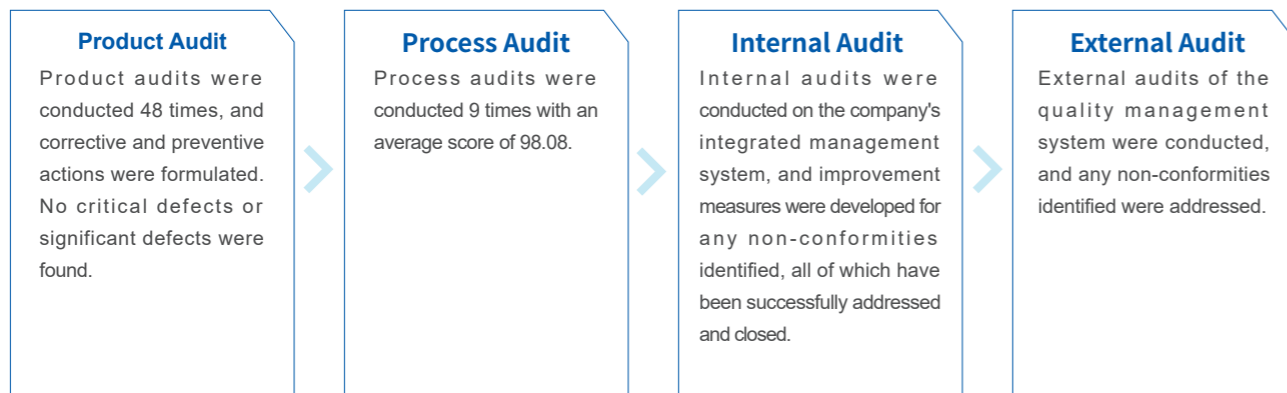 Product Audit
Product audits were
conducted 48 times, and
corrective and preventive
actions were formulated.
No critical defects or
significant defects were
found.
Process Audit
Process audits were
conducted 9 times with an
average score of 98.08.
Internal Audit
Internal audits were
conducted on the company's
integrated management
system, and improvement
measures were developed for
any non-conformities
identified, all of which have
been successfully addressed
and closed.
External Audit
External audits of the
quality management
system were conducted,
and any non-conformities
identified were addressed.